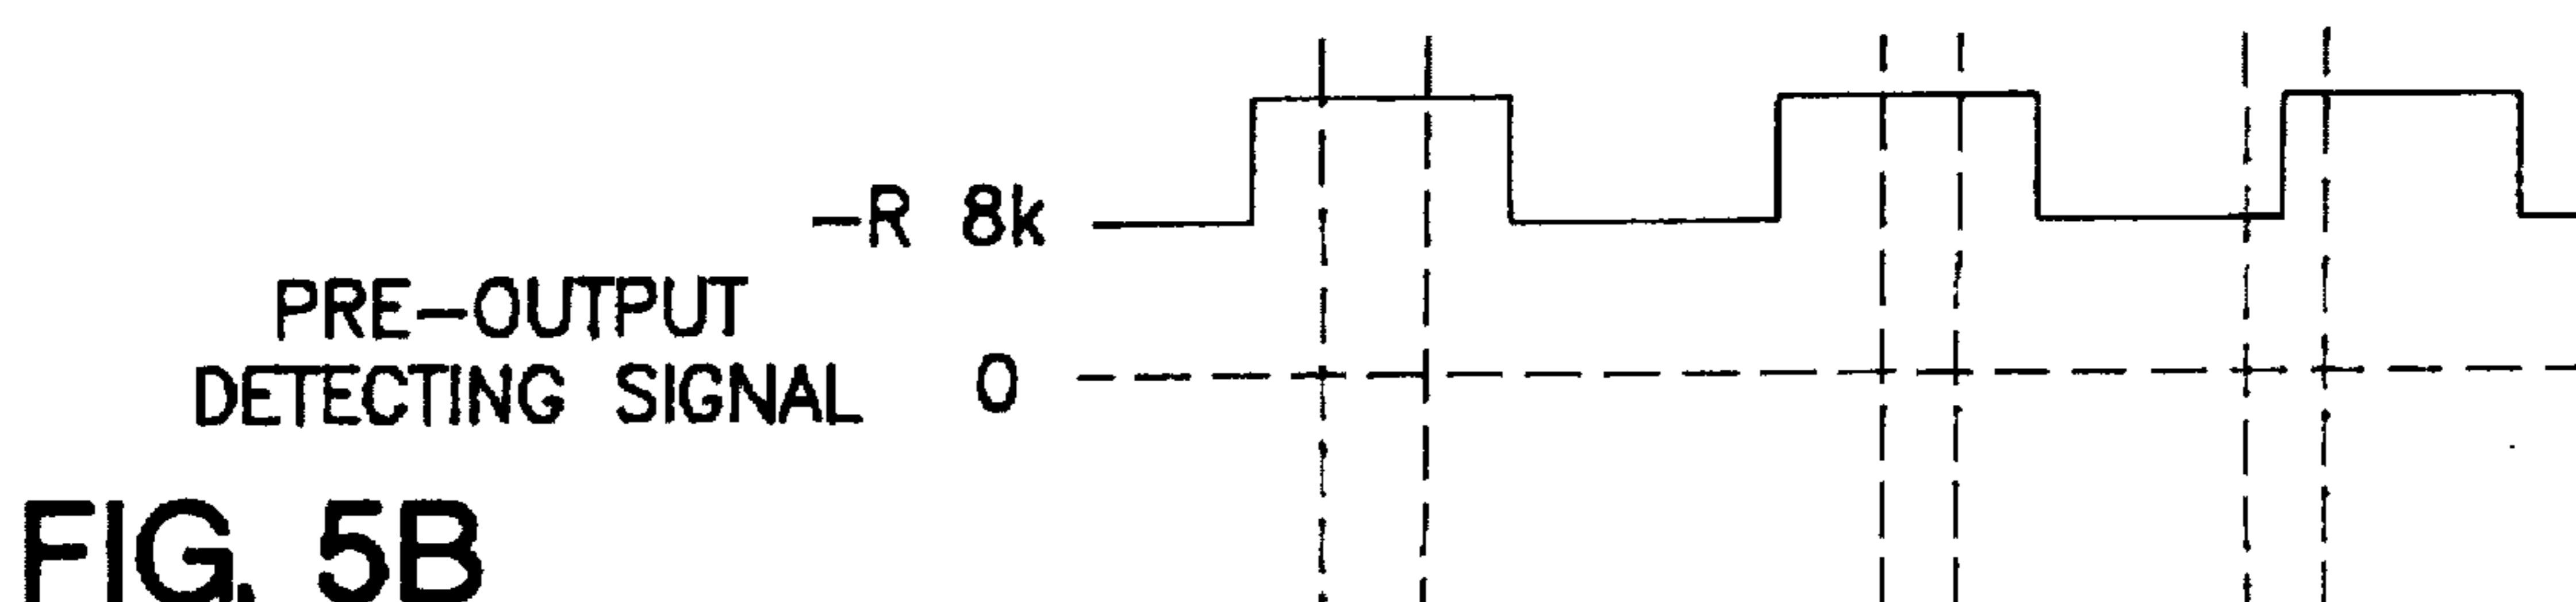 -R 8k
PRE-OUTPUT
DETECTING SIGNAL 0
FIG. 5B